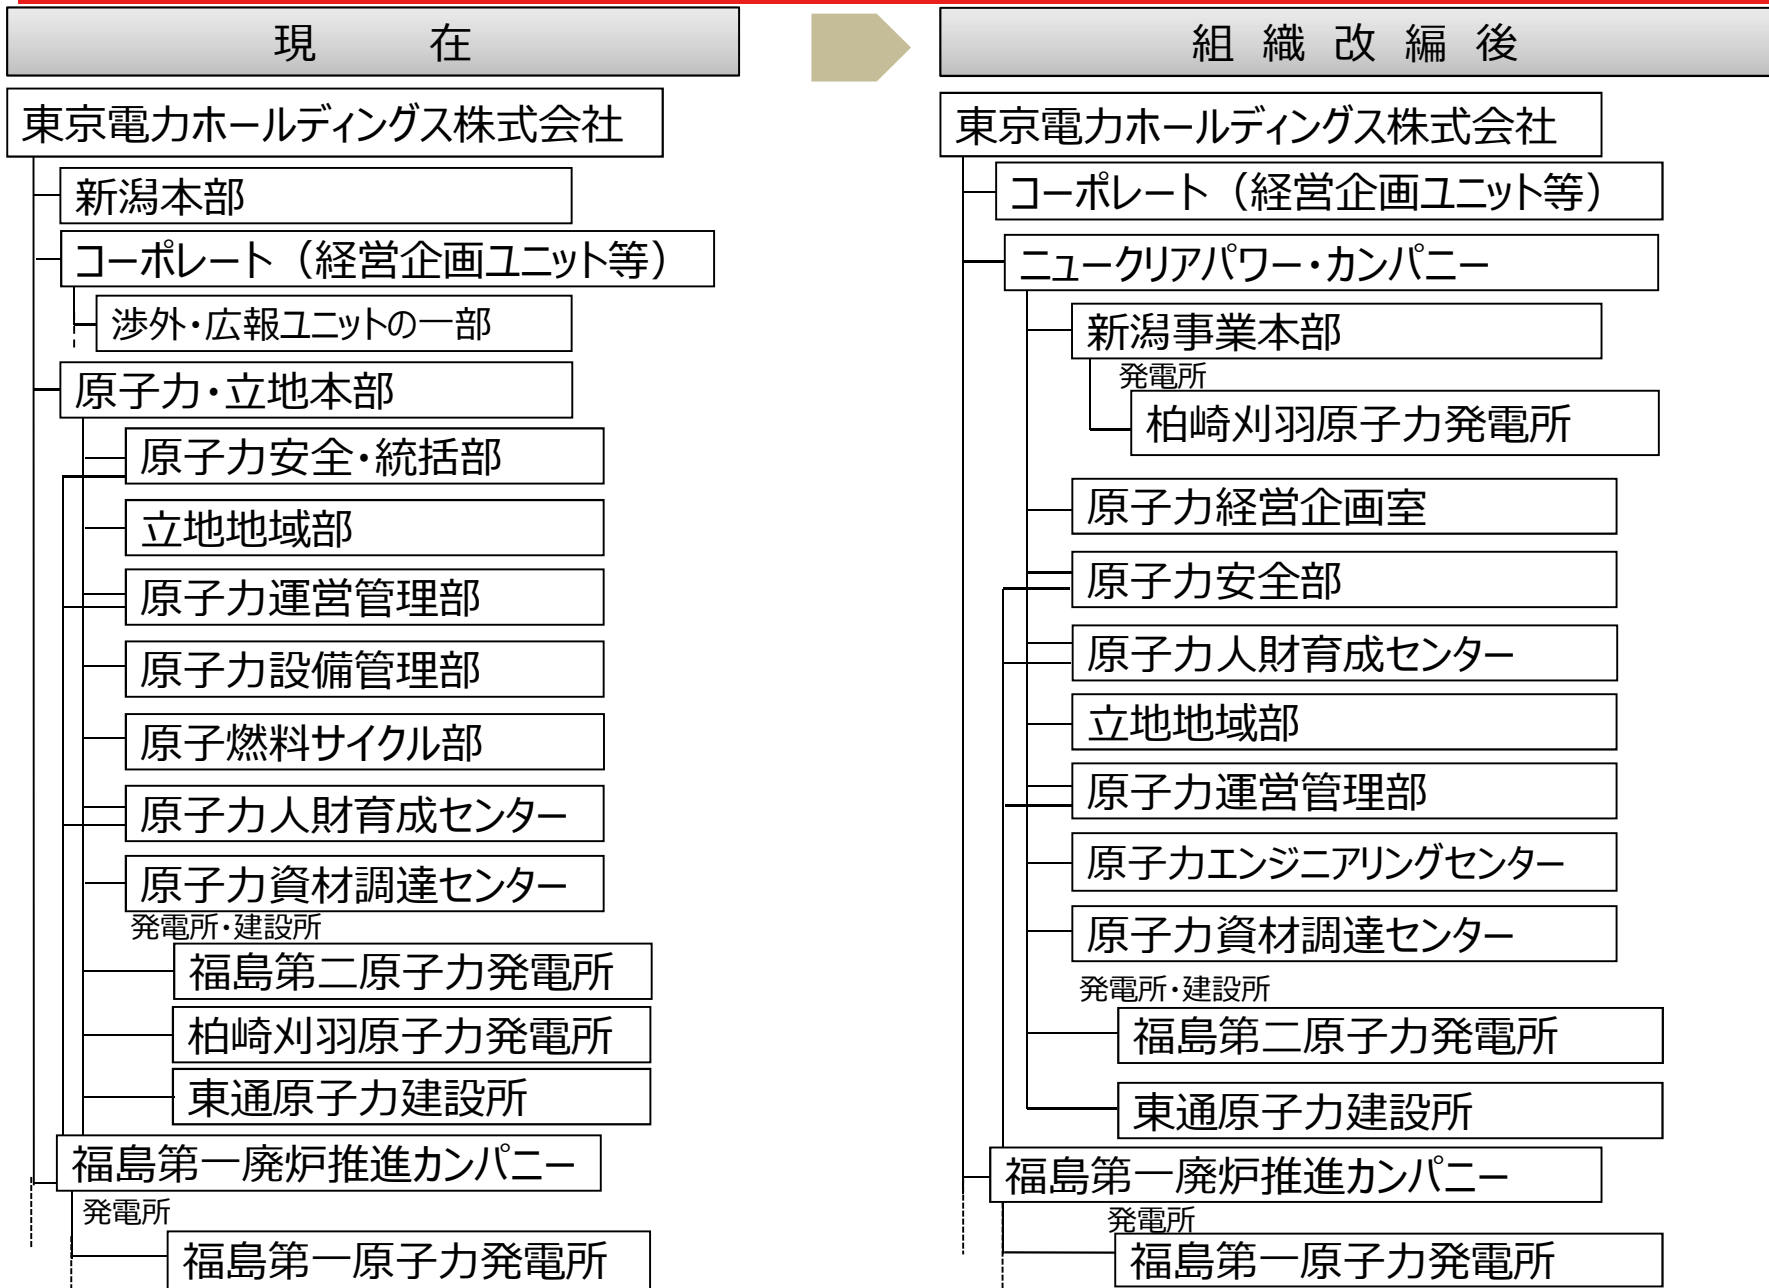 現在
東京電力ホールディングス株式会社
新潟本部
コーポレート（経営企画ユニット等）
渉外・広報ユニットの一部
原子力・立地本部
原子力安全・統括部
立地地域部
原子力運営管理部
原子力設備管理部
原子燃料サイクル部
原子力人財育成センター
原子力資材調達センター
発電所・建設所
福島第二原子力発電所
柏崎刈羽原子力発電所
東通原子力建設所
福島第一廃炉推進カンパニー
発電所
福島第一原子力発電所
組織改編後
東京電力ホールディングス株式会社
コーポレート（経営企画ユニット等）
ニュークリアパワー・カンパニー
新潟事業本部
発電所
柏崎刈羽原子力発電所
原子力経営企画室
原子力安全部
原子力人財育成センター
立地地域部
原子力運営管理部
原子力エンジニアリングセンター
原子力資材調達センター
発電所・建設所
福島第二原子力発電所
東通原子力建設所
福島第一廃炉推進カンパニー
発電所
福島第一原子力発電所